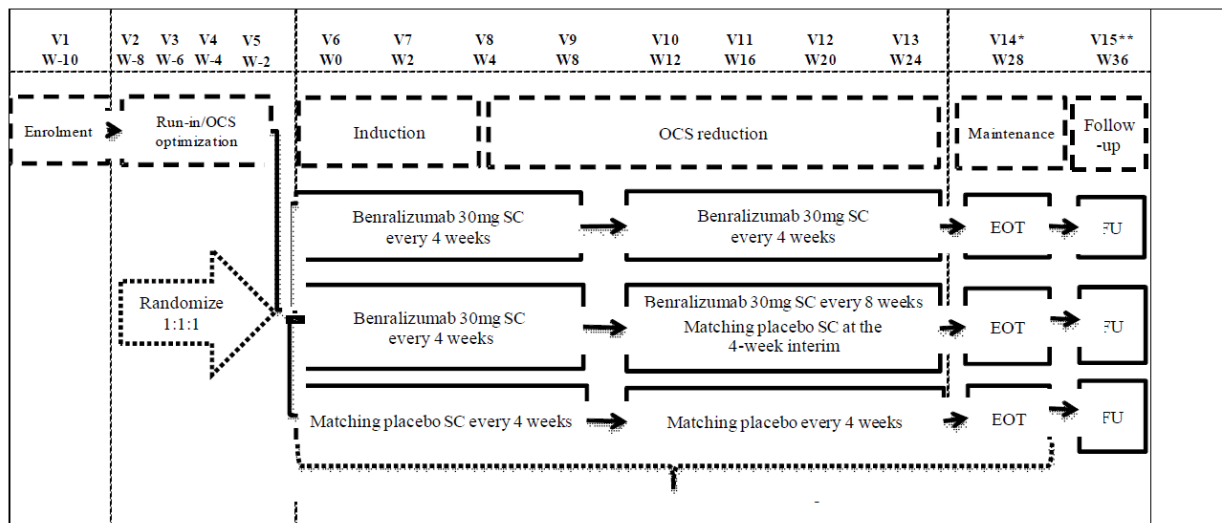 V1 V2 V3 V4 V5 V6 V7 V8 V9 V10 V11 V12 V13 V14* V15**
W-10 W-8 W-6 W-4 W-2 W0 W2 W4 W8 W12 W16 W20 W24 W28 W36
Enrolment
Run-in/OCS
optimization
Induction
OCS reduction
Maintenance
Follow
-up
Benralizumab 30mg SC
every 4 weeks
Benralizumab 30mg SC
every 4 weeks
EOT
FU
Randomize
1:1:1
Benralizumab 30mg SC
every 4 weeks
Benralizumab 30mg SC every 8 weeks
Matching placebo SC at the
4-week interim
EOT
FU
Matching placebo SC every 4 weeks
Matching placebo every 4 weeks
EOT
FU